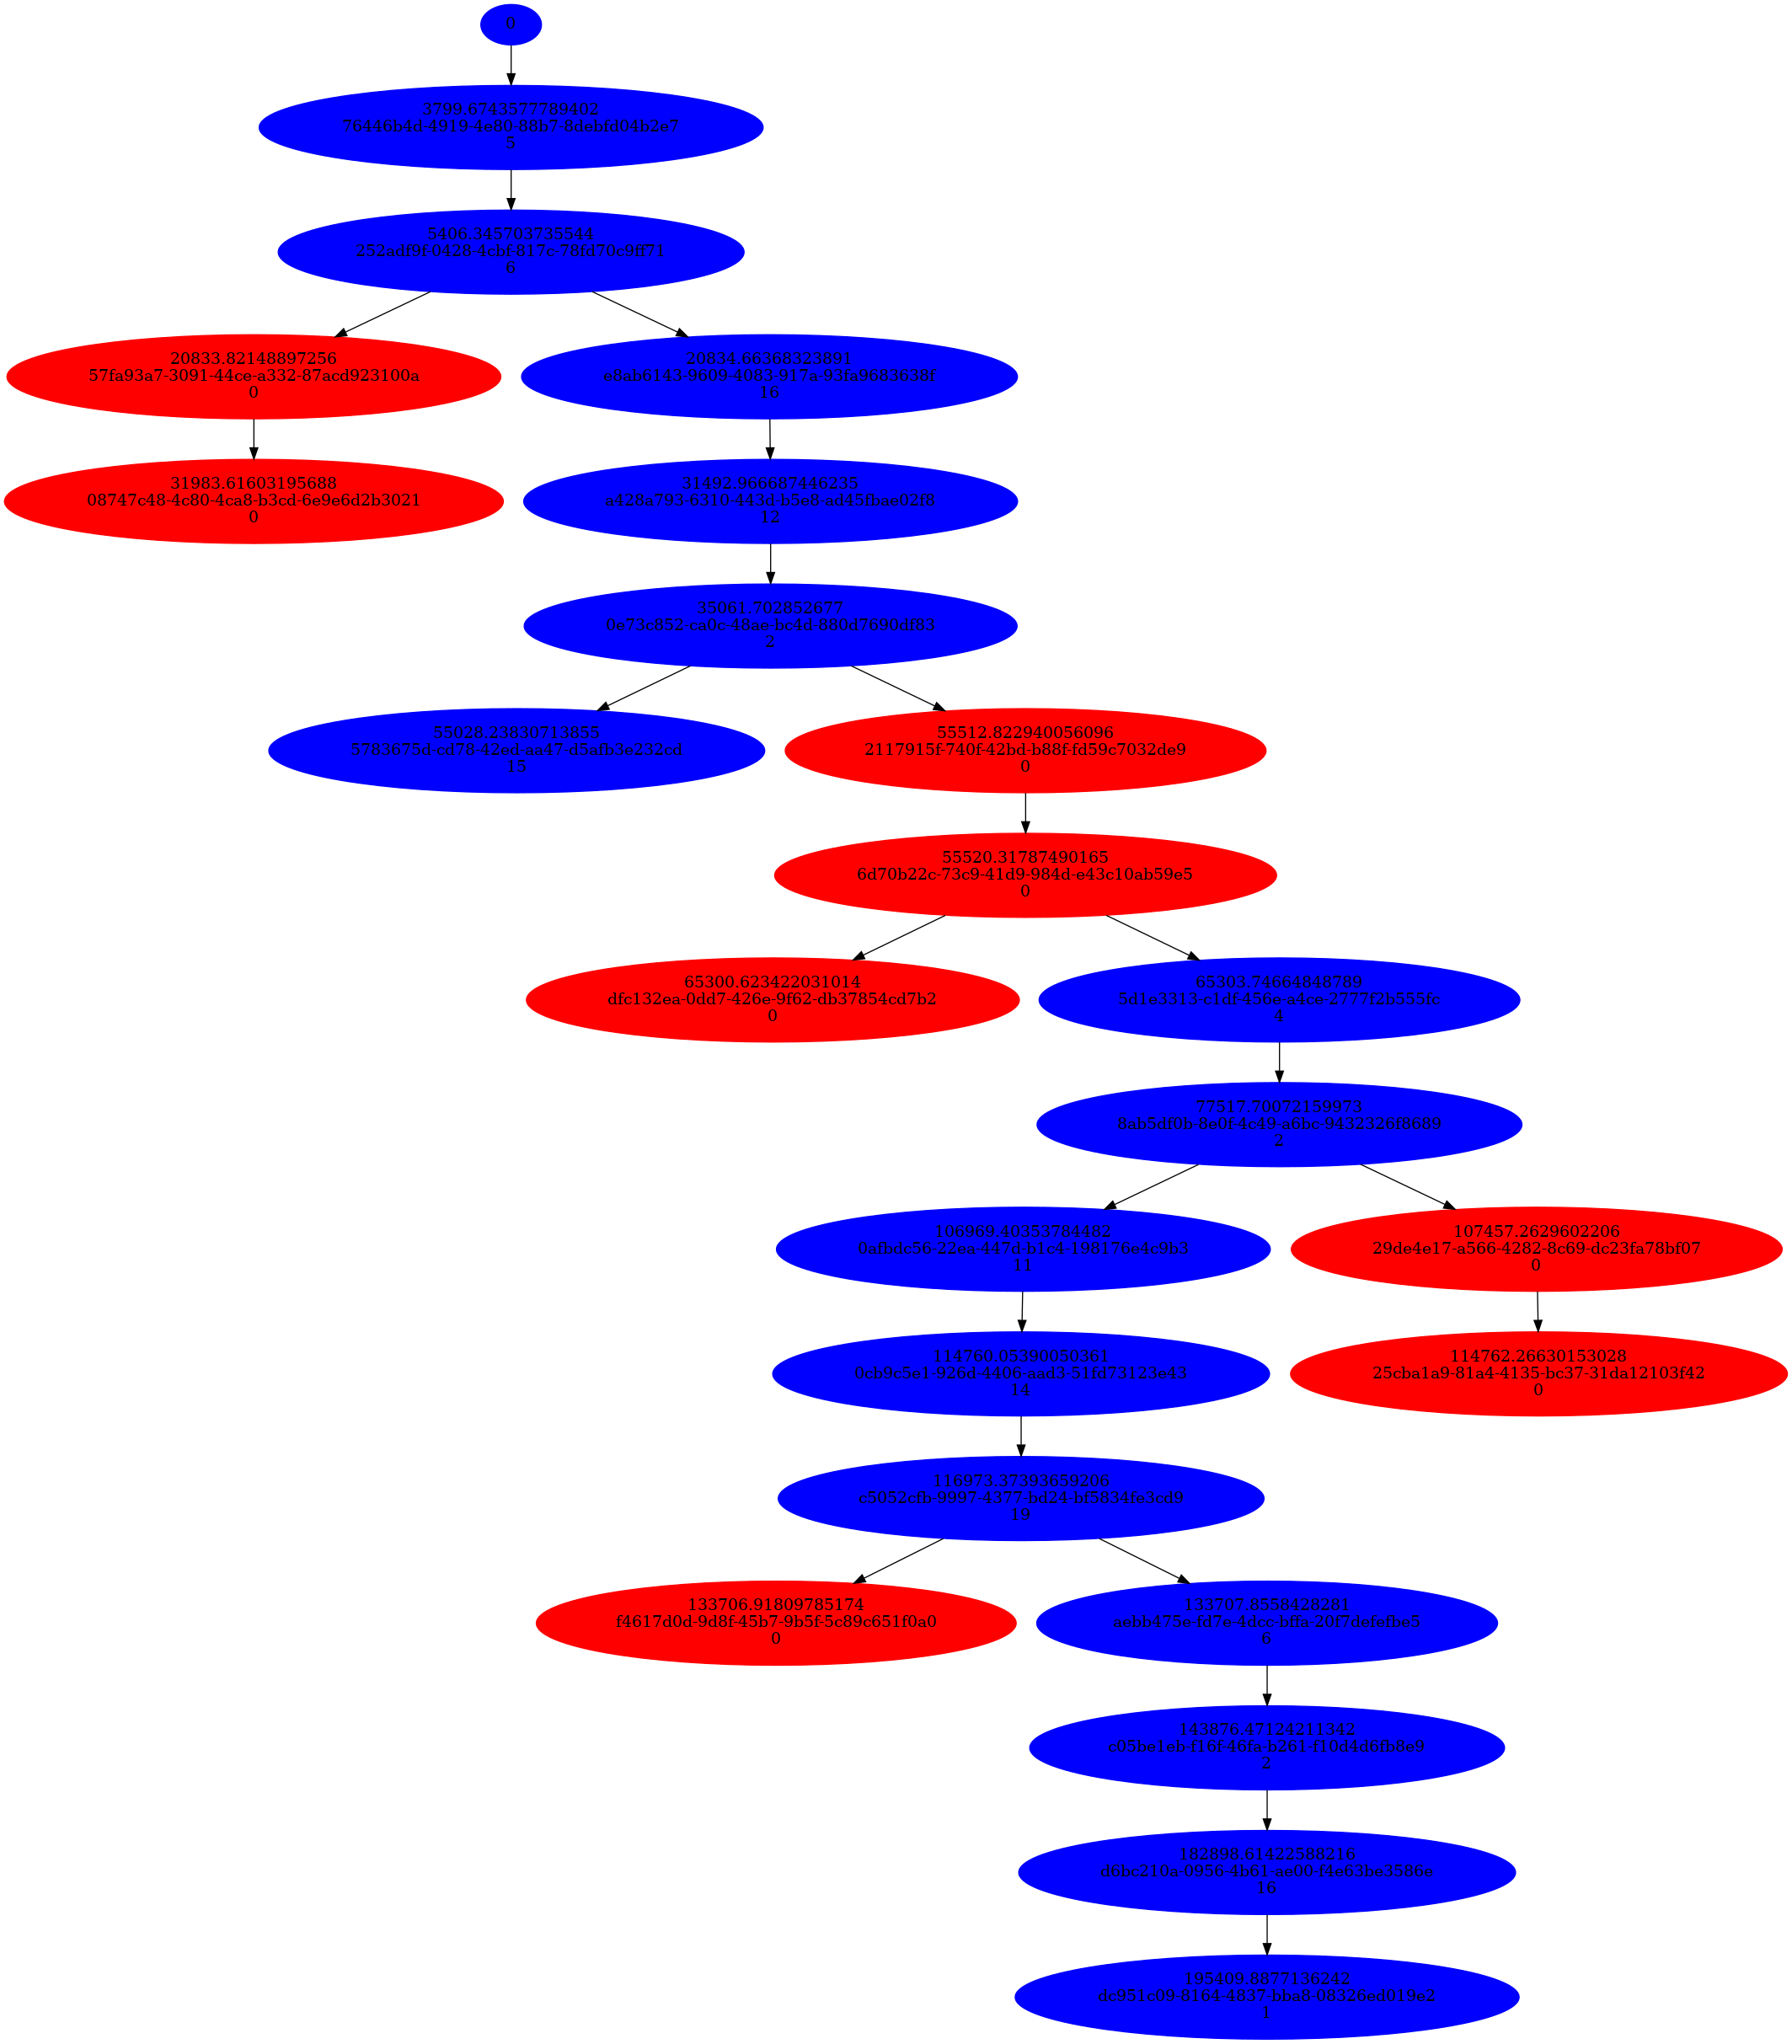 0
3799.6743577789402
76446b4d-4919-4e80-88b7-8debfd04b2e7
5
5406.345703735544
252adf9f-0428-4cbf-817c-78fd70c9ff71
6
20833.82148897256
57fa93a7-3091-44ce-a332-87acd923100a
0
20834.66368323891
e8ab6143-9609-4083-917a-93fa9683638f
16
31983.61603195688
08747c48-4c80-4ca8-b3cd-6e9e6d2b3021
0
31492.966687446235
a428a793-6310-443d-b5e8-ad45fbae02f8
12
35061.702852677
0e73c852-ca0c-48ae-bc4d-880d7690df83
2
55028.23830713855
5783675d-cd78-42ed-aa47-d5afb3e232cd
15
55512.822940056096
2117915f-740f-42bd-b88f-fd59c7032de9
0
55520.31787490165
6d70b22c-73c9-41d9-984d-e43c10ab59e5
0
65300.623422031014
dfc132ea-0dd7-426e-9f62-db37854cd7b2
0
65303.74664848789
5d1e3313-c1df-456e-a4ce-2777f2b555fc
4
77517.70072159973
8ab5df0b-8e0f-4c49-a6bc-9432326f8689
2
106969.40353784482
0afbdc56-22ea-447d-b1c4-198176e4c9b3
11
107457.2629602206
29de4e17-a566-4282-8c69-dc23fa78bf07
0
114760.05390050361
0cb9c5e1-926d-4406-aad3-51fd73123e43
14
114762.26630153028
25cba1a9-81a4-4135-bc37-31da12103f42
0
116973.37393659206
c5052cfb-9997-4377-bd24-bf5834fe3cd9
19
133706.91809785174
f4617d0d-9d8f-45b7-9b5f-5c89c651f0a0
0
133707.8558428281
aebb475e-fd7e-4dcc-bffa-20f7defefbe5
6
143876.47124211342
c05be1eb-f16f-46fa-b261-f10d4d6fb8e9
2
182898.61422588216
d6bc210a-0956-4b61-ae00-f4e63be3586e
16
195409.8877136242
dc951c09-8164-4837-bba8-08326ed019e2
1